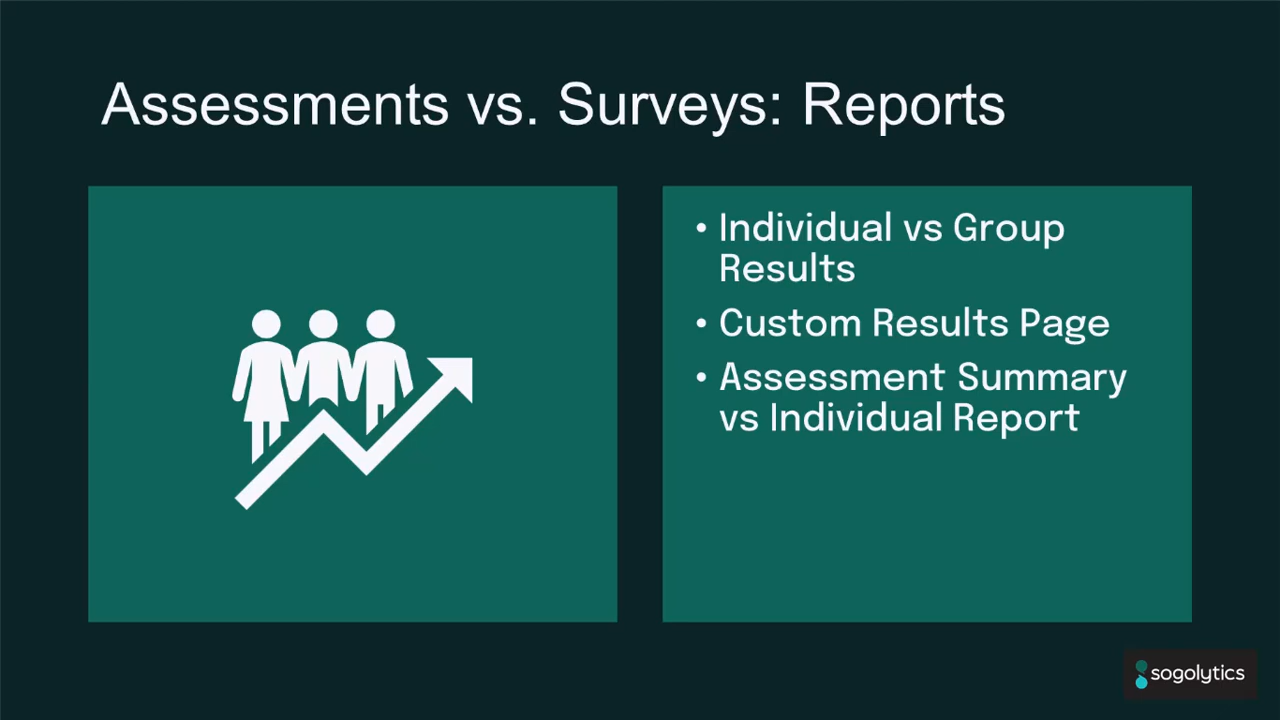 Assessments vs. Surveys: Reports
• Individual vs Group
Results
• Custom Results Page
• Assessment Summary
vs Individual Report
sogolytics